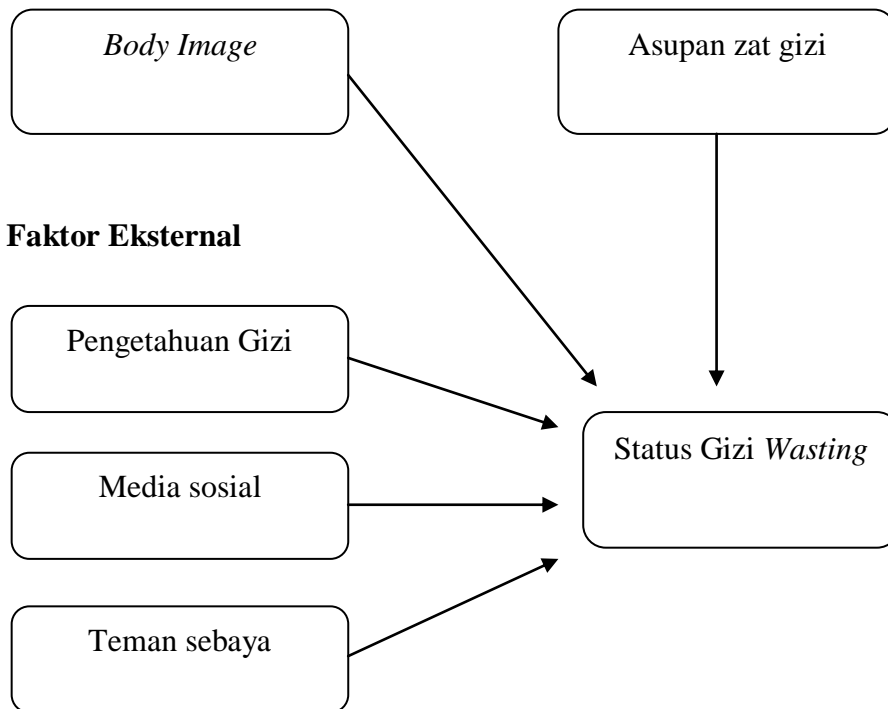 Body Image
Asupan zat gizi
Faktor Eksternal
Pengetahuan Gizi
Status Gizi Wasting
Media sosial
Teman sebaya